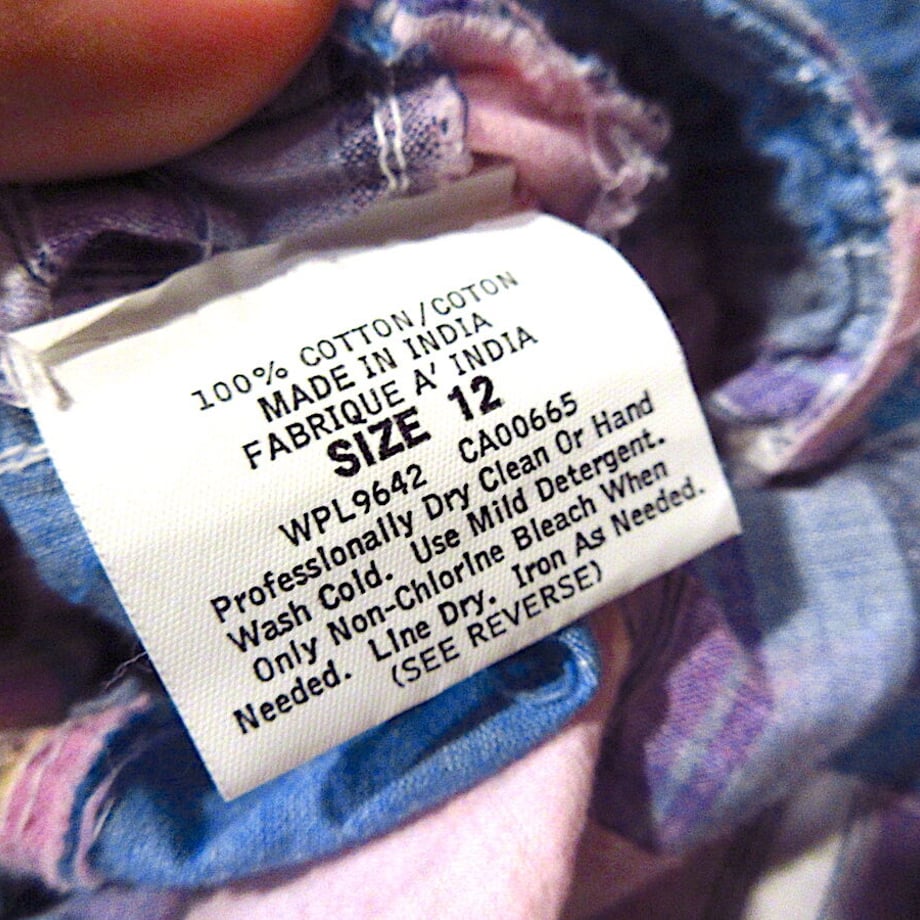 100% COTTON/COTON
MADE IN INDIA
FABRIQUE A' INDIA
SIZE 12
WPL9642 CA00665
Professionally Dry Clean Or Hand
Wash Cold. Use Mild Detergent.
Only Non-Chlorine Bleach When
Needed. Line Dry. Iron As Needed.
(SEE REVERSE)